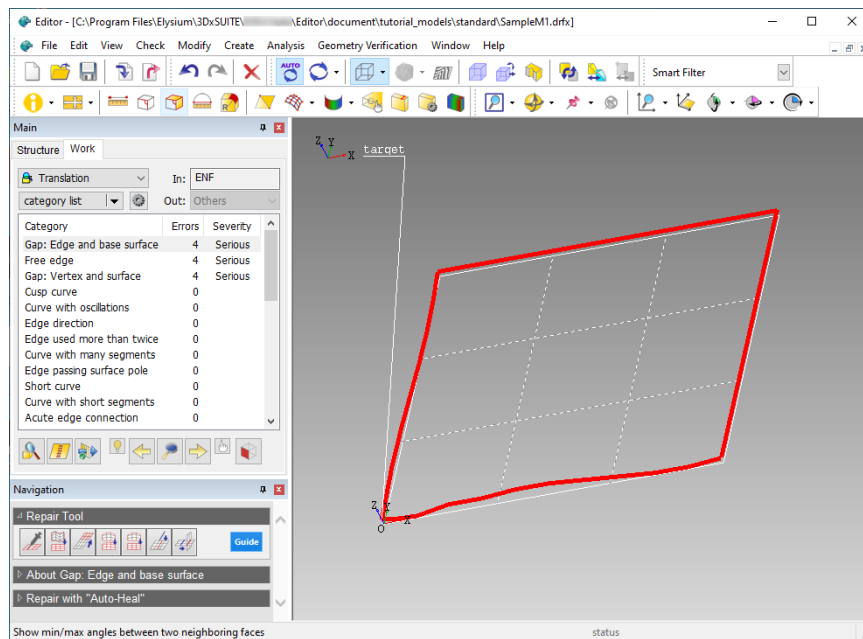 Editor - [C:\Program Files\Elysium\3DxSUITE\ \Editor\document\tutorial_models\standard\SampleM1.drfx]
File Edit View Check Modify Create Analysis Geometry Verification Window Help
AUTO
Smart Filter
Main
Structure Work
Translation In: ENF
category list Out: Others
Category Errors Severity
Gap: Edge and base surface 4 Serious
Free edge 4 Serious
Gap: Vertex and surface 4 Serious
Cusp curve 0
Curve with oscillations 0
Edge direction 0
Edge used more than twice 0
Curve with many segments 0
Edge passing surface pole 0
Short curve 0
Curve with short segments 0
Acute edge connection 0
Navigation
Repair Tool
Guide
About Gap: Edge and base surface
Repair with "Auto-Heal"
Z Y X
target
Z Y X
O
Show min/max angles between two neighboring faces
status